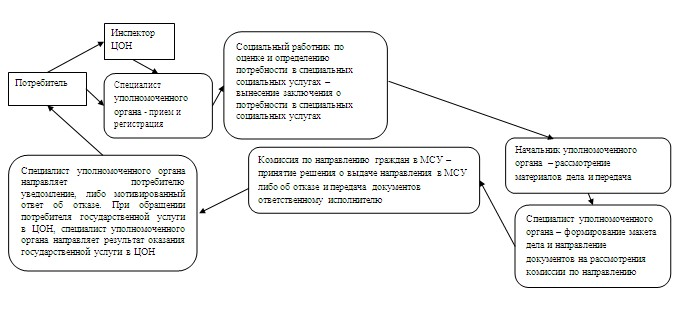 Инспектор
ЦОН
Потребитель
Специалист
уполномоченного
органа - прием и
регистрация
Социальный работник по
оценке и определению
потребности в специальных
социальных услугах –
вынесение заключения о
потребности в специальных
социальных услугах
Начальник уполномоченного
органа – рассмотрение
материалов дела и передача
Специалист уполномоченного
органа – формирование макета
дела и направление
документов на рассмотрения
комиссии по направлению
Комиссия по направлению граждан в МСУ –
принятие решения о выдаче направления в МСУ
либо об отказе и передача документов
ответственному исполнителю
Специалист уполномоченного органа
направляет потребителю
уведомление, либо мотивированный
ответ об отказе. При обращении
потребителя государственной услуги
в ЦОН, специалист уполномоченного
органа направляет результат оказания
государственной услуги в ЦОН